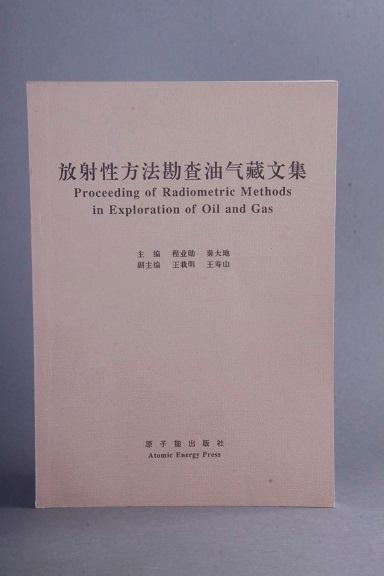 放射性方法勘查油气藏文集
Proceeding of Radiometric Methods
in Exploration of Oil and Gas
主 编 程业勋 秦大地
副主编 王栽明 王寿山
原子能出版社
Atomic Energy Press